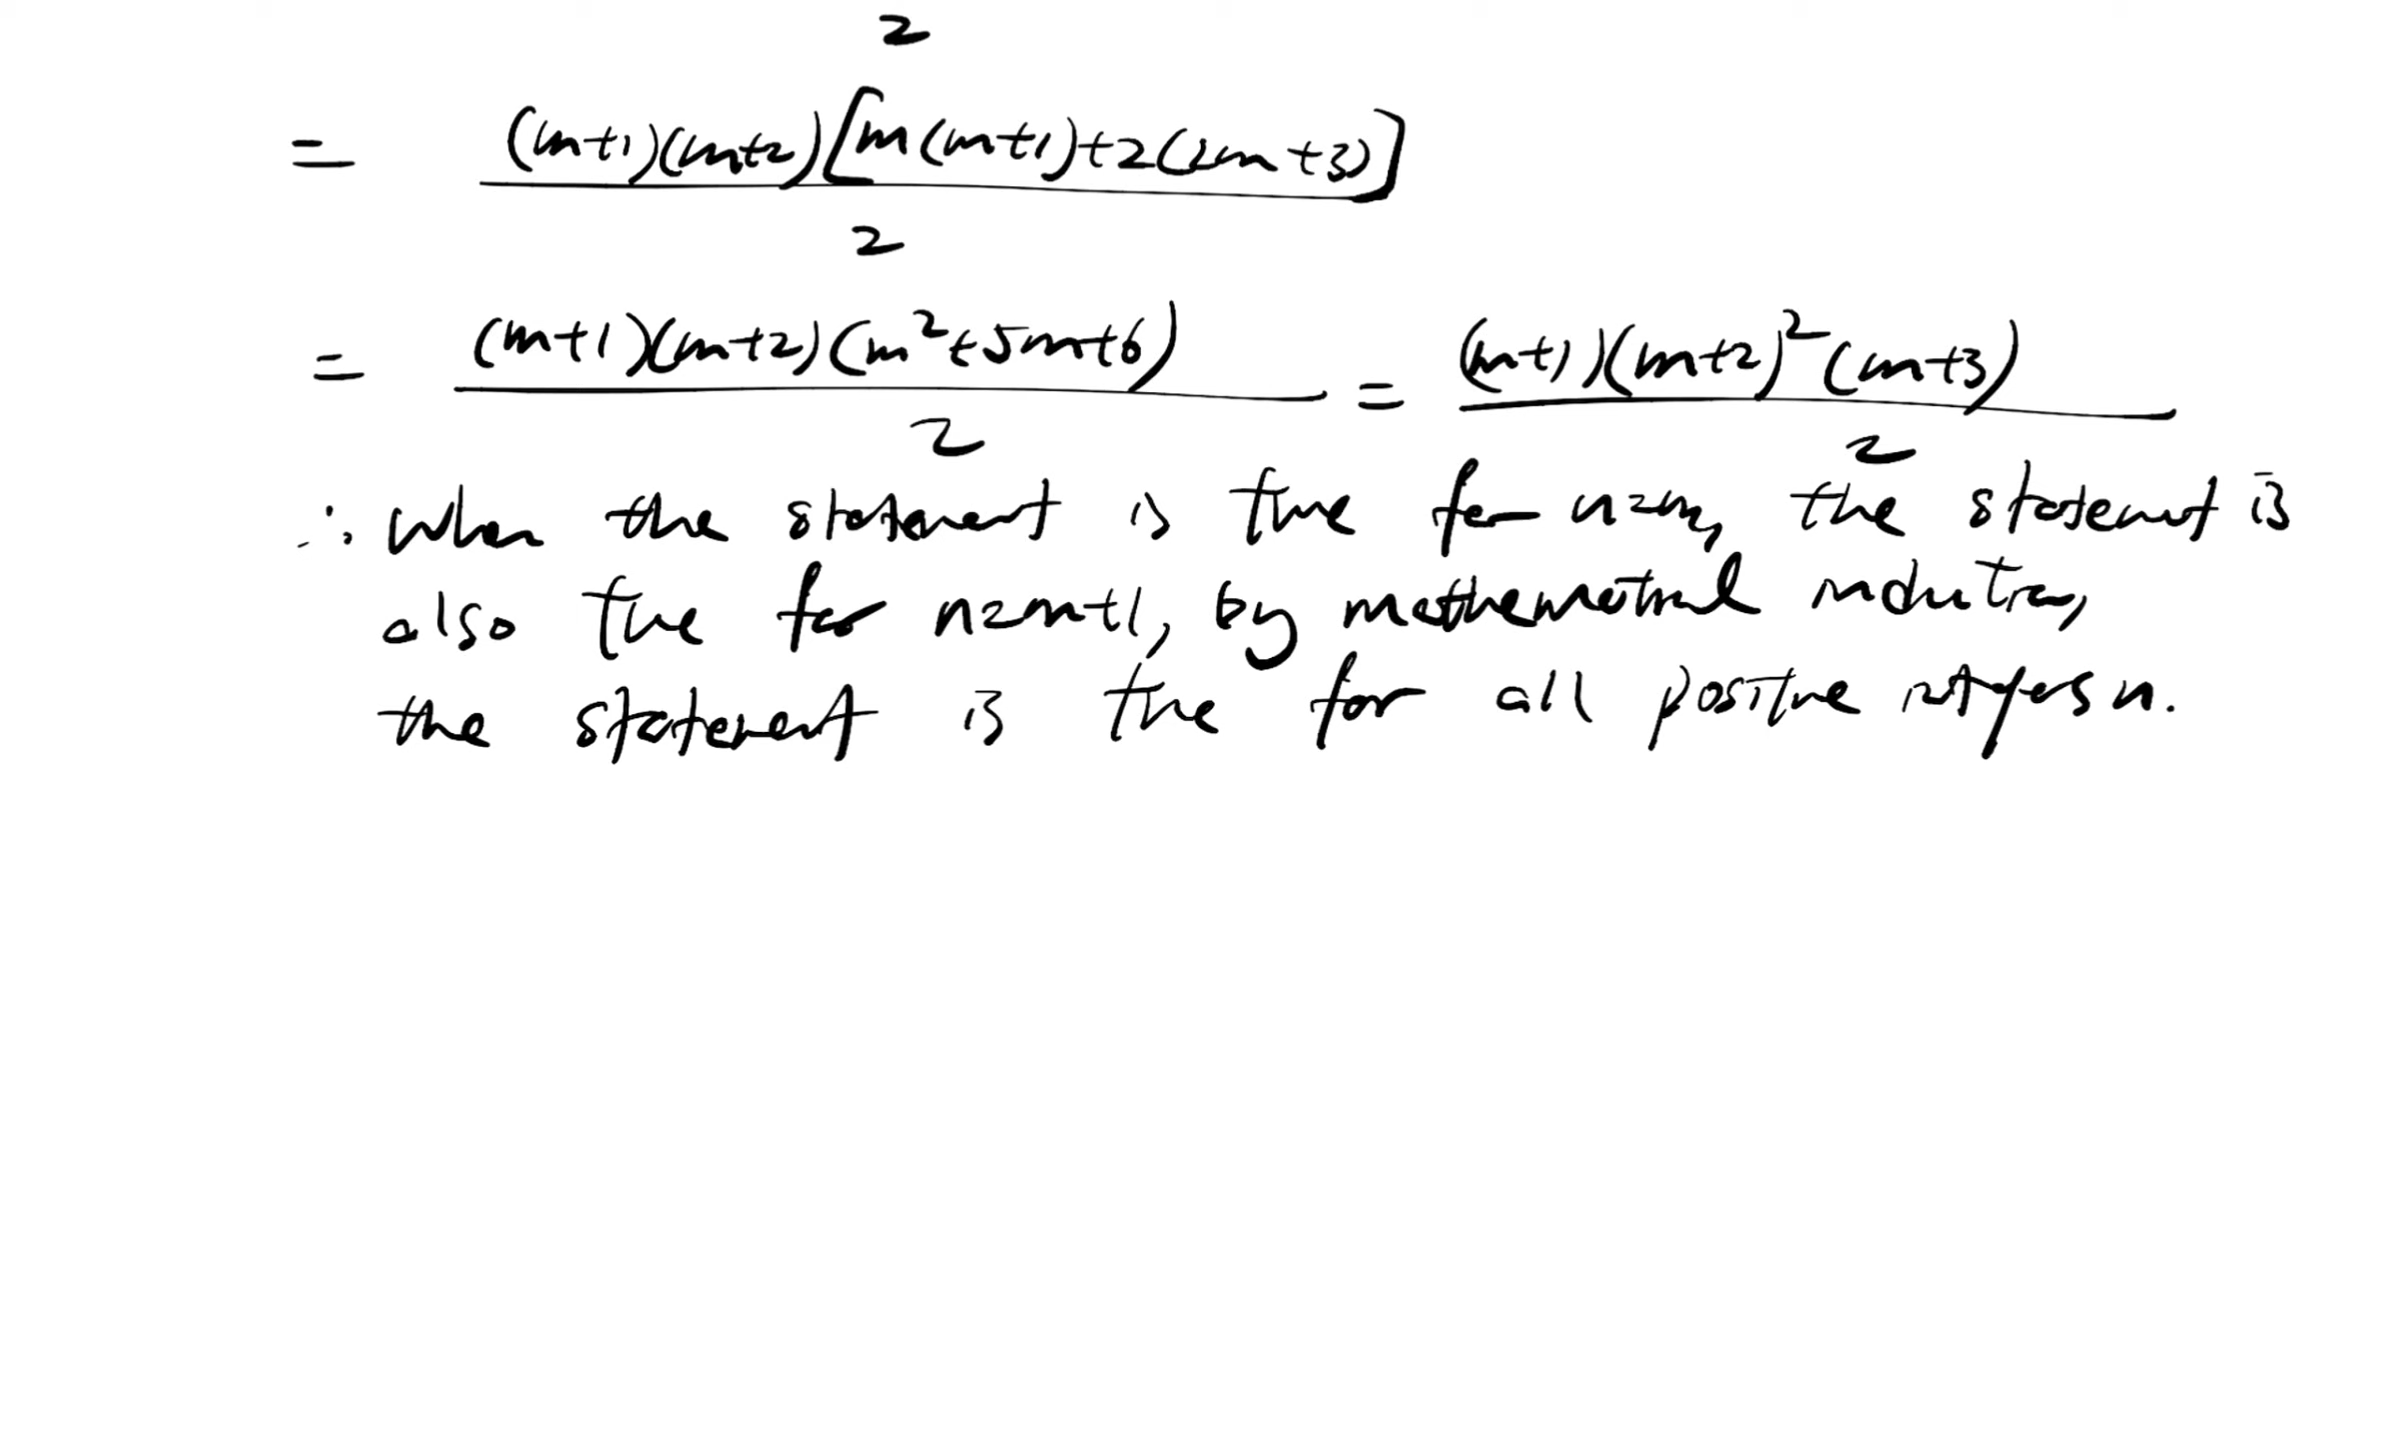 2
= (m+1)(m+2)[m(m+1)+2(2m+3)]
2
= (m+1)(m+2)(m²+5m+6) = (m+1)(m+2)²(m+3)
2 2
∴ When the statement is true for n=m, the statement is
also true for n=m+1, by mathematical induction,
the statement is true for all positive integers n.